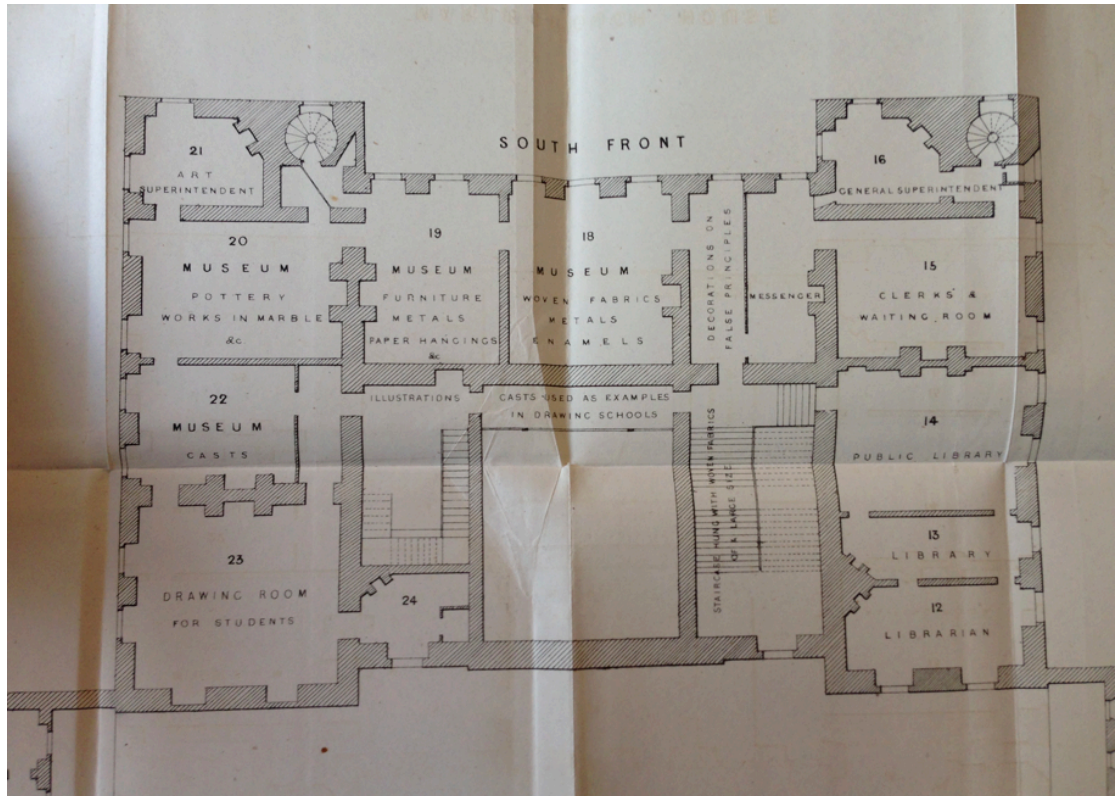 SOUTH FRONT
21
ART
SUPERINTENDENT
20
MUSEUM
POTTERY
WORKS IN MARBLE
&c
19
MUSEUM
FURNITURE
METALS
PAPER HANGINGS
&c
18
MUSEUM
WOVEN FABRICS
METALS
ENAMELS
DECORATIONS ON
FALSE PRINCIPLES
MESSENGER
16
GENERAL SUPERINTENDENT
15
CLERKS &
WAITING ROOM
22
MUSEUM
CASTS
ILLUSTRATIONS
CASTS USED AS EXAMPLES
IN DRAWING SCHOOLS
STAIRCASE HUNG WITH WOVEN FABRICS
OF A LARGE SIZE
14
PUBLIC LIBRARY
13
LIBRARY
12
LIBRARIAN
23
DRAWING ROOM
FOR STUDENTS
24